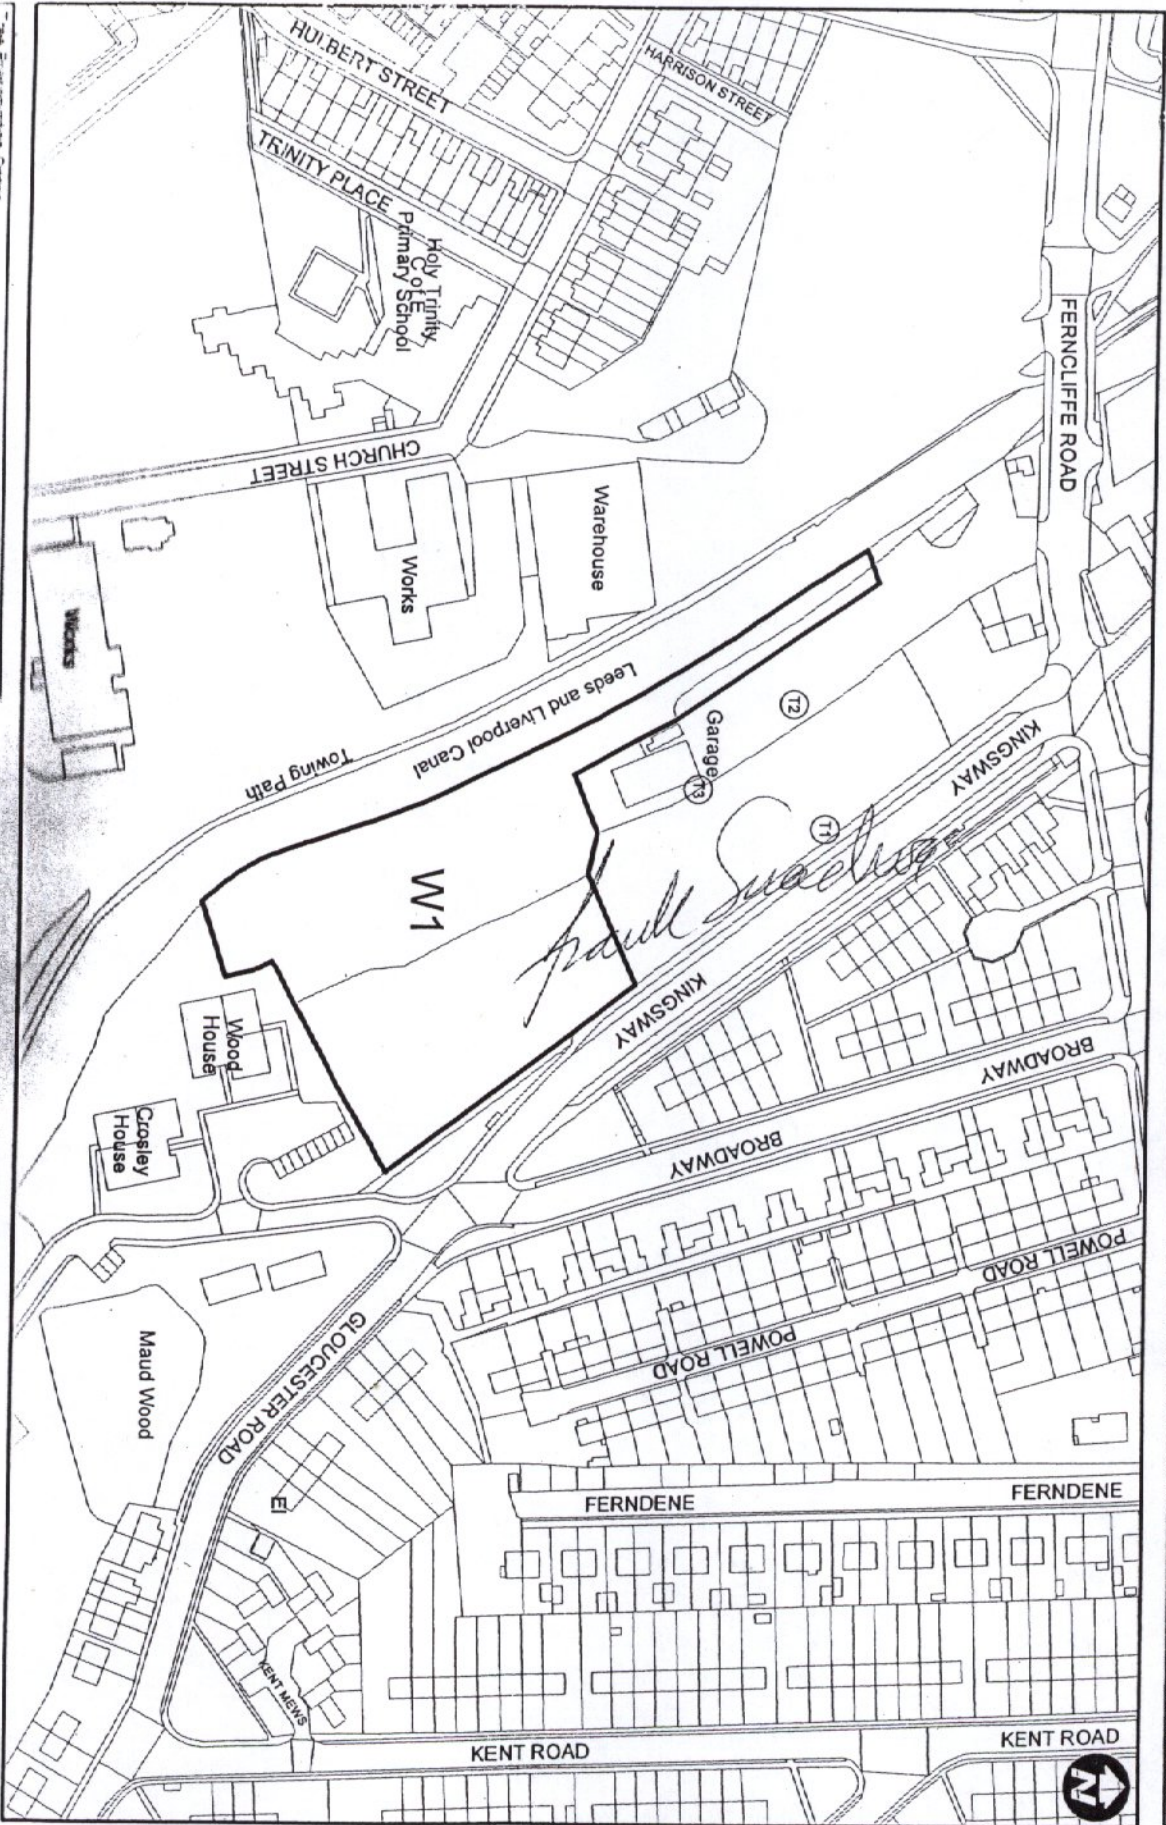 HULBERT STREET
HARRISON STREET
TRINITY PLACE
Holy Trinity
C of E
Primary School
FERNCLIFFE ROAD
CHURCH STREET
Warehouse
Works
Works
Leeds and Liverpool Canal
Towing Path
Garage
T2
T3
T1
KINGSWAY
KINGSWAY
W1
Wood
House
Crosley
House
BROADWAY
BROADWAY
POWELL ROAD
POWELL ROAD
GLOUCESTER ROAD
Maud Wood
El
FERNDENE
FERNDENE
KENT MEWS
KENT ROAD
KENT ROAD
N